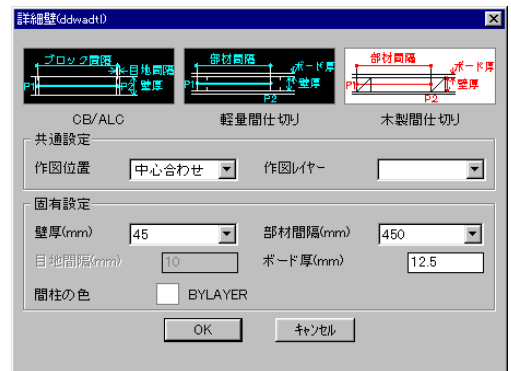 詳細壁(ddwadtl)
ブロック間隔
目地間隔
P1
P2
壁厚
部材間隔
ボード厚
P1
壁厚
P2
部材間隔
ボード厚
P1
壁厚
P2
CB/ALC
軽量間仕切り
木製間仕切り
共通設定
作図位置
中心合わせ
作図レイヤー
固有設定
壁厚(mm)
45
部材間隔(mm)
450
目地間隔(mm)
10
ボード厚(mm)
12.5
間柱の色
BYLAYER
OK
キャンセル